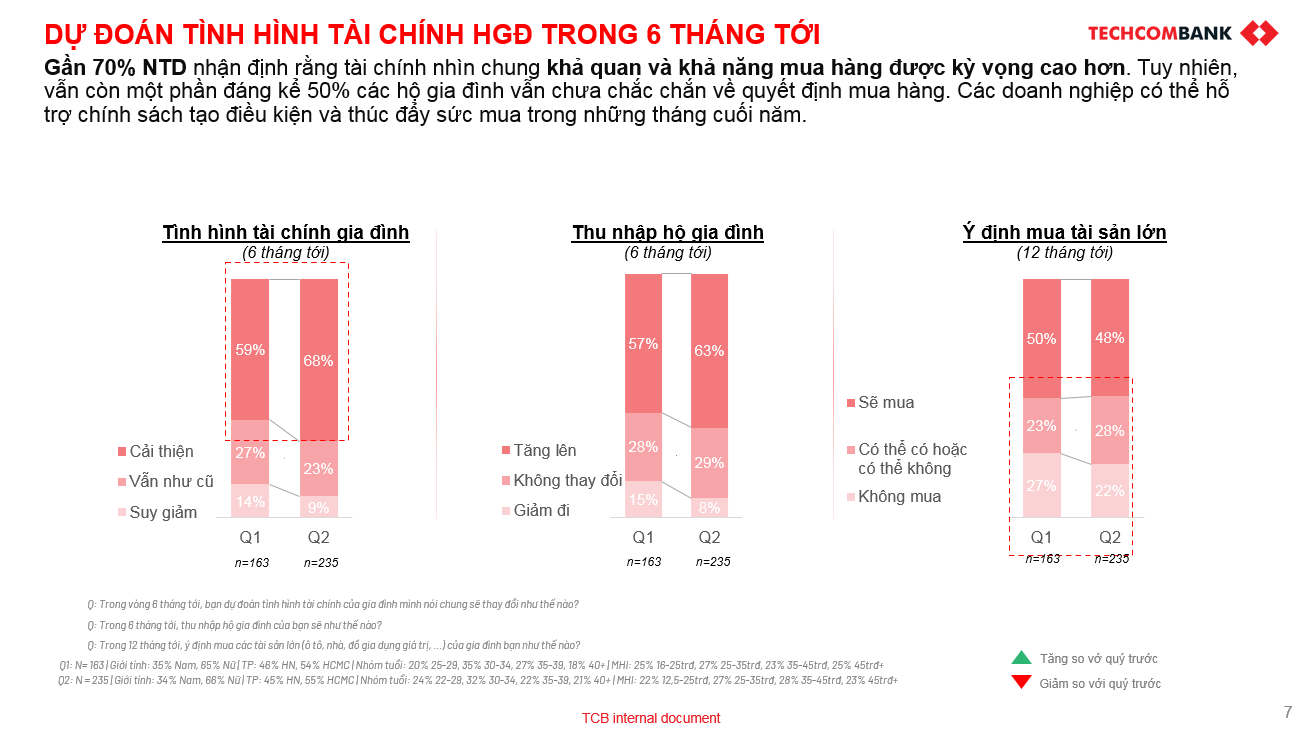 DỰ ĐOÁN TÌNH HÌNH TÀI CHÍNH HGĐ TRONG 6 THÁNG TỚI
TECHCOMBANK
Gần 70% NTD nhận định rằng tài chính nhìn chung khả quan và khả năng mua hàng được kỳ vọng cao hơn. Tuy nhiên,
vẫn còn một phần đáng kể 50% các hộ gia đình vẫn chưa chắc chắn về quyết định mua hàng. Các doanh nghiệp có thể hỗ
trợ chính sách tạo điều kiện và thúc đẩy sức mua trong những tháng cuối năm.
Tình hình tài chính gia đình
(6 tháng tới)
59%
68%
27%
23%
14%
9%
Cải thiện
Vẫn như cũ
Suy giảm
Q1
Q2
n=163
n=235
Thu nhập hộ gia đình
(6 tháng tới)
57%
63%
28%
29%
15%
8%
Tăng lên
Không thay đổi
Giảm đi
Q1
Q2
n=163
n=235
Ý định mua tài sản lớn
(12 tháng tới)
50%
48%
23%
28%
27%
22%
Sẽ mua
Có thể có hoặc
có thể không
Không mua
Q1
Q2
n=163
n=235
Q: Trong vòng 6 tháng tới, bạn dự đoán tình hình tài chính của gia đình mình nói chung sẽ thay đổi như thế nào?
Q: Trong 6 tháng tới, thu nhập hộ gia đình của bạn sẽ như thế nào?
Q: Trong 12 tháng tới, ý định mua các tài sản lớn (ô tô, nhà, đồ gia dụng giá trị, ...) của gia đình bạn như thế nào?
Q1: N= 163 | Giới tính: 35% Nam, 65% Nữ | TP: 46% HN, 54% HCMC | Nhóm tuổi: 20% 25-29, 35% 30-34, 27% 35-39, 18% 40+ | MHI: 25% 16-25trđ, 27% 25-35trđ, 23% 35-45trđ, 25% 45trđ+
Q2: N = 235 | Giới tính: 34% Nam, 66% Nữ | TP: 45% HN, 55% HCMC | Nhóm tuổi: 24% 22-29, 32% 30-34, 22% 35-39, 21% 40+ | MHI: 22% 12,5-25trđ, 27% 25-35trđ, 28% 35-45trđ, 23% 45trđ+
Tăng so vớ quý trước
Giảm so với quý trước
TCB internal document
7